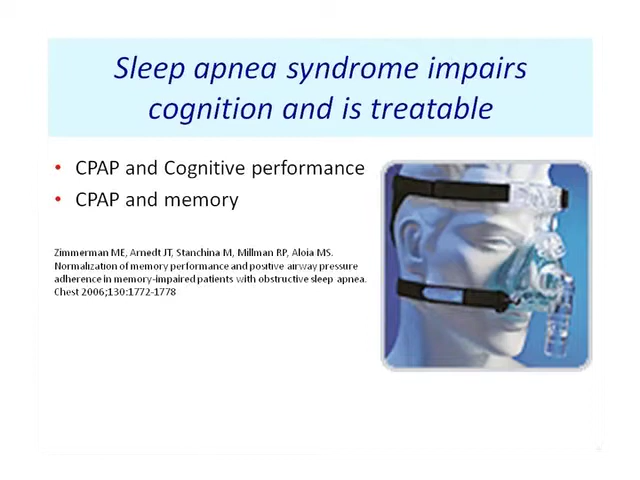 Sleep apnea syndrome impairs
cognition and is treatable
• CPAP and Cognitive performance
• CPAP and memory
Zimmerman ME, Arnedt JT, Stanchina M, Millman RP, Aloia MS.
Normalization of memory performance and positive airway pressure
adherence in memory-impaired patients with obstructive sleep apnea.
Chest 2006;130:1772-1778